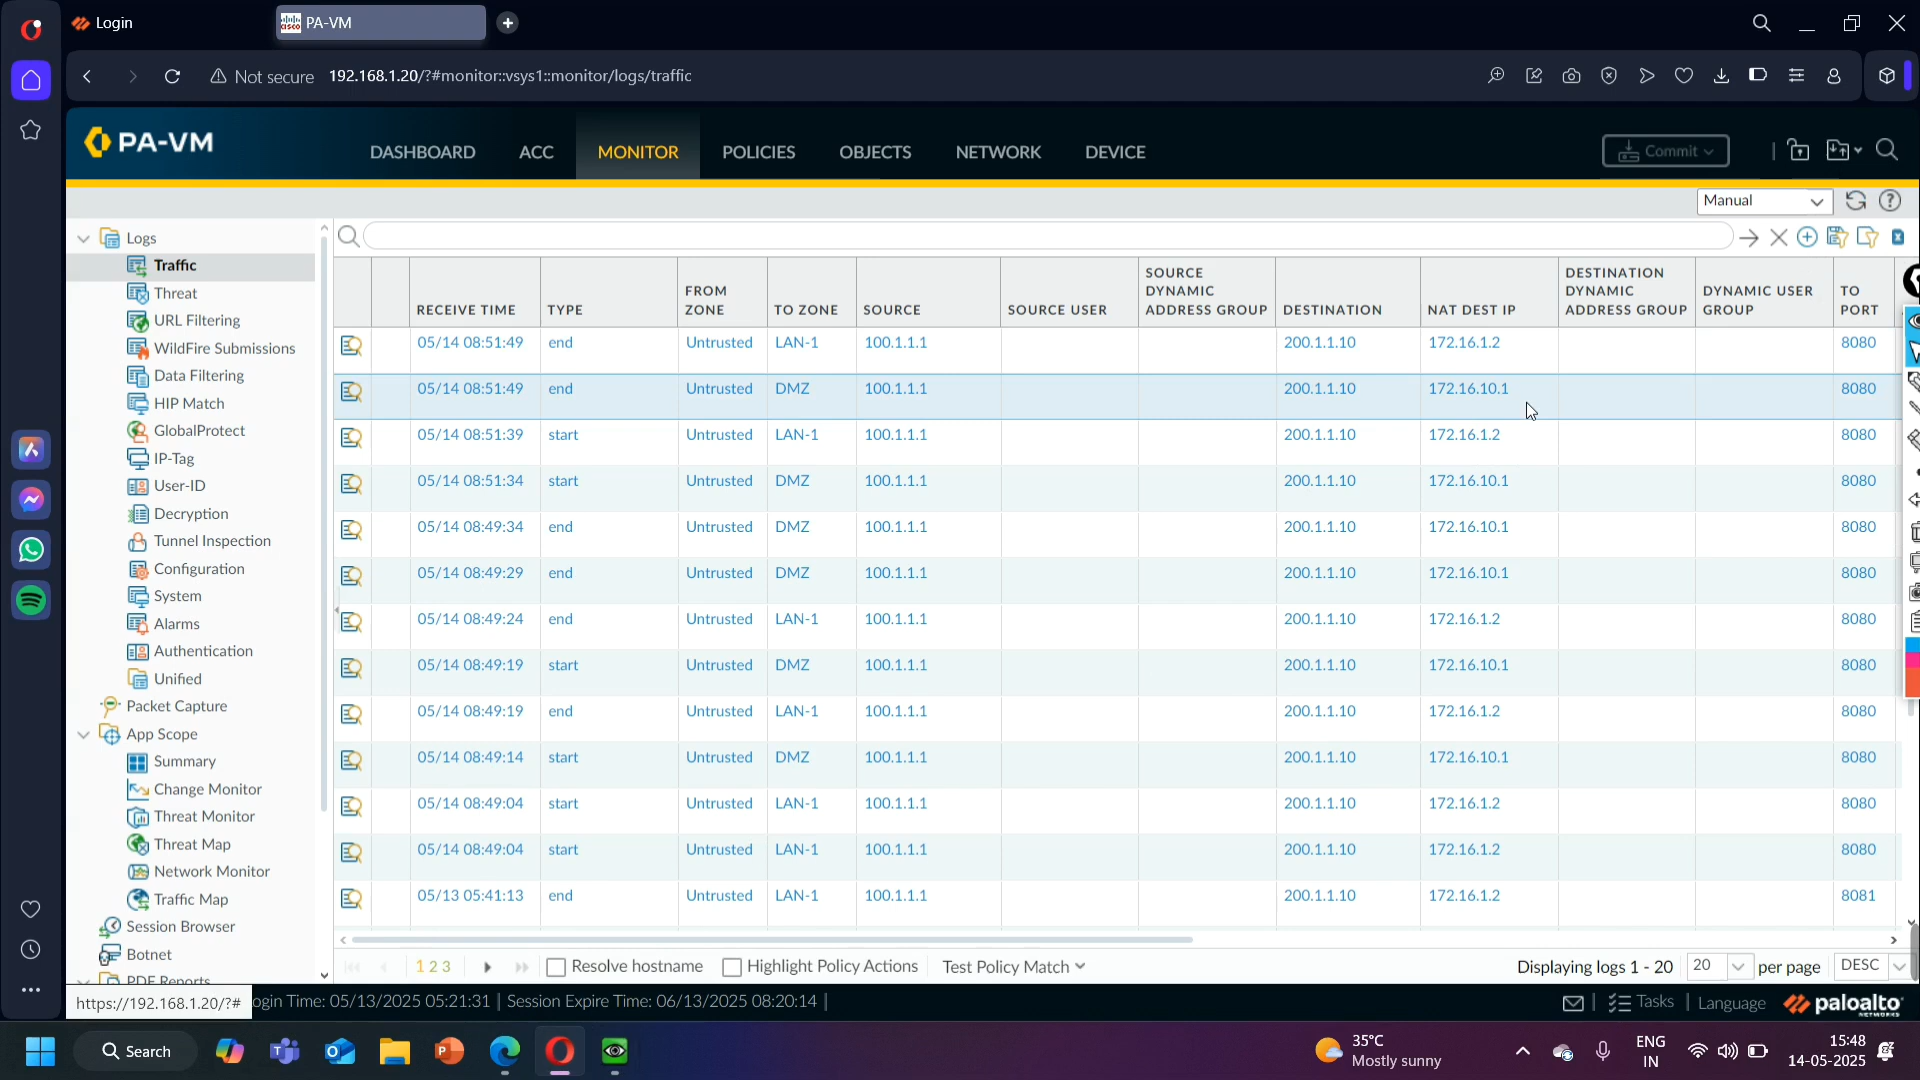 Login
PA-VM
Not secure 192.168.1.20/?#monitor::vsys1::monitor/logs/traffic
PA-VM
DASHBOARD ACC MONITOR POLICIES OBJECTS NETWORK DEVICE
Commit
Manual
Logs
Traffic
Threat
URL Filtering
WildFire Submissions
Data Filtering
HIP Match
GlobalProtect
IP-Tag
User-ID
Decryption
Tunnel Inspection
Configuration
System
Alarms
Authentication
Unified
Packet Capture
App Scope
Summary
Change Monitor
Threat Monitor
Threat Map
Network Monitor
Traffic Map
Session Browser
Botnet
PDF Reports
RECEIVE TIME TYPE FROM ZONE TO ZONE SOURCE SOURCE USER SOURCE DYNAMIC ADDRESS GROUP DESTINATION NAT DEST IP DESTINATION DYNAMIC ADDRESS GROUP DYNAMIC USER GROUP TO PORT
05/14 08:51:49 end Untrusted LAN-1 100.1.1.1 200.1.1.10 172.16.1.2 8080
05/14 08:51:49 end Untrusted DMZ 100.1.1.1 200.1.1.10 172.16.10.1 8080
05/14 08:51:39 start Untrusted LAN-1 100.1.1.1 200.1.1.10 172.16.1.2 8080
05/14 08:51:34 start Untrusted DMZ 100.1.1.1 200.1.1.10 172.16.10.1 8080
05/14 08:49:34 end Untrusted DMZ 100.1.1.1 200.1.1.10 172.16.10.1 8080
05/14 08:49:29 end Untrusted DMZ 100.1.1.1 200.1.1.10 172.16.10.1 8080
05/14 08:49:24 end Untrusted LAN-1 100.1.1.1 200.1.1.10 172.16.1.2 8080
05/14 08:49:19 start Untrusted DMZ 100.1.1.1 200.1.1.10 172.16.10.1 8080
05/14 08:49:19 end Untrusted LAN-1 100.1.1.1 200.1.1.10 172.16.1.2 8080
05/14 08:49:14 start Untrusted DMZ 100.1.1.1 200.1.1.10 172.16.10.1 8080
05/14 08:49:04 start Untrusted LAN-1 100.1.1.1 200.1.1.10 172.16.1.2 8080
05/14 08:49:04 start Untrusted LAN-1 100.1.1.1 200.1.1.10 172.16.1.2 8080
05/13 05:41:13 end Untrusted LAN-1 100.1.1.1 200.1.1.10 172.16.1.2 8081
1 2 3 Resolve hostname Highlight Policy Actions Test Policy Match Displaying logs 1 - 20 20 per page DESC
https://192.168.1.20/?# ogin Time: 05/13/2025 05:21:31 | Session Expire Time: 06/13/2025 08:20:14 | Tasks | Language paloalto NETWORKS
Search
35°C
Mostly sunny
ENG
IN
15:48
14-05-2025